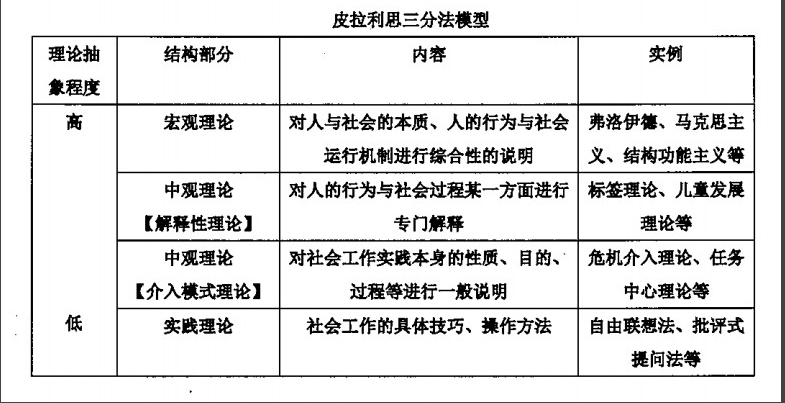 皮拉利思三分法模型
理论抽 结构部分 内容 实例
象程度
高 宏观理论 对人与社会的本质、人的行为与社会 弗洛伊德、马克思主
运行机制进行综合性的说明 义、结构功能主义等
中观理论 对人的行为与社会过程某一方面进行 标签理论、儿童发展
【解释性理论】 专门解释 理论等
中观理论 对社会工作实践本身的性质、目的、 危机介入理论、任务
【介入模式理论】 过程等进行一般说明 中心理论等
低 实践理论 社会工作的具体技巧、操作方法 自由联想法、批评式
提问法等